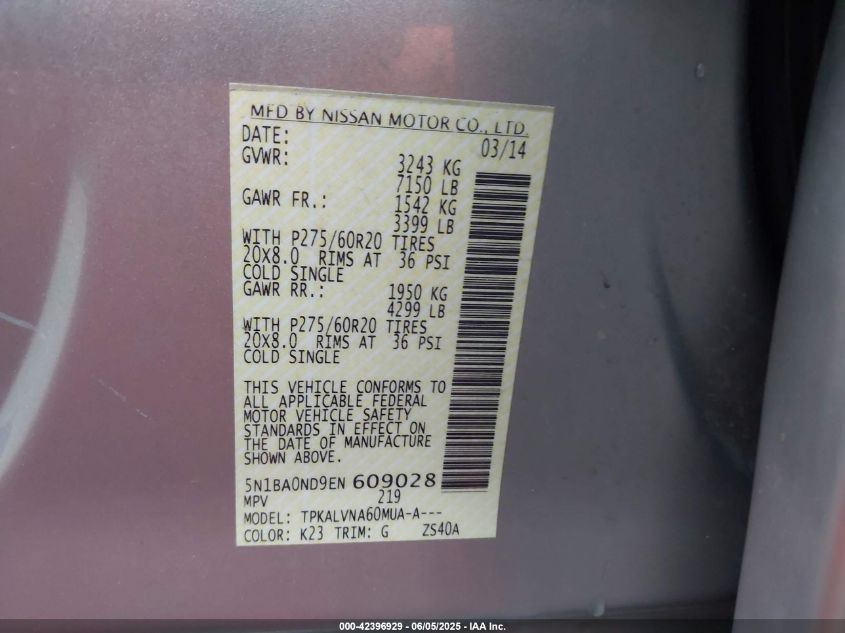 MFD BY NISSAN MOTOR CO., LTD.
DATE: 03/14
GVWR: 3243 KG
7150 LB
GAWR FR.: 1542 KG
3399 LB
WITH P275/60R20 TIRES
20X8.0 RIMS AT 36 PSI
COLD SINGLE
GAWR RR.: 1950 KG
4299 LB
WITH P275/60R20 TIRES
20X8.0 RIMS AT 36 PSI
COLD SINGLE
THIS VEHICLE CONFORMS TO
ALL APPLICABLE FEDERAL
MOTOR VEHICLE SAFETY
STANDARDS IN EFFECT ON
THE DATE OF MANUFACTURE
SHOWN ABOVE.
5N1BA0ND9EN 609028
MPV 219
MODEL: TPKALVNA60MUA-A---
COLOR: K23 TRIM: G ZS40A
000-42396929 - 06/05/2025 - IAA Inc.